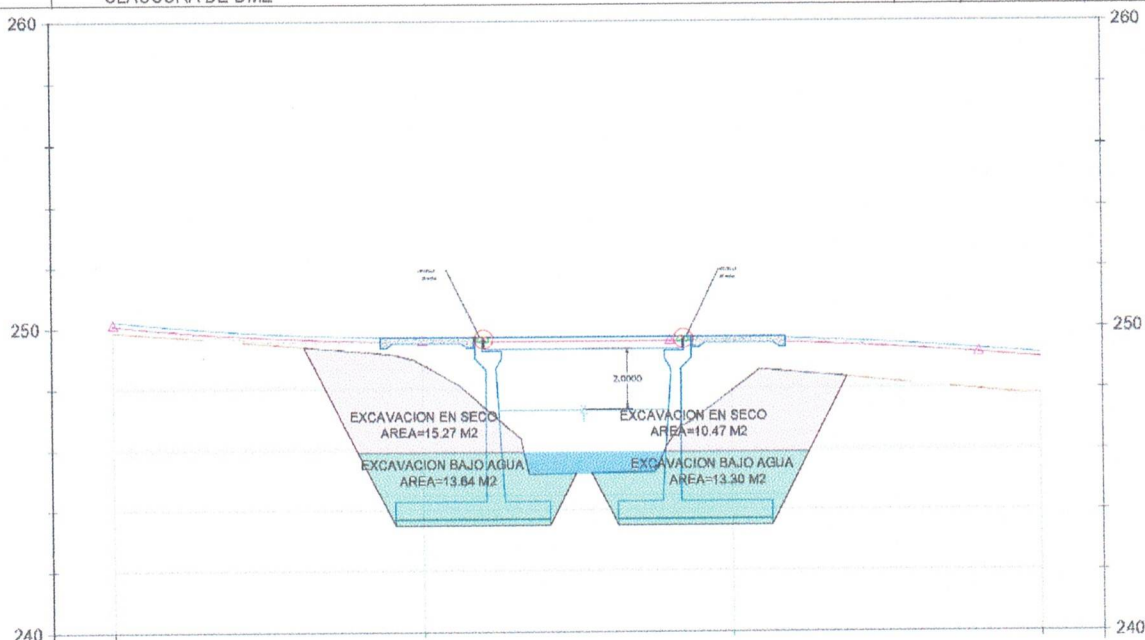 260
260
250
250
2.0000
EXCAVACION EN SECO
AREA=15.27 M2
EXCAVACION EN SECO
AREA=10.47 M2
EXCAVACION BAJO AGUA
AREA=13.64 M2
EXCAVACION BAJO AGUA
AREA=13.30 M2
240
240